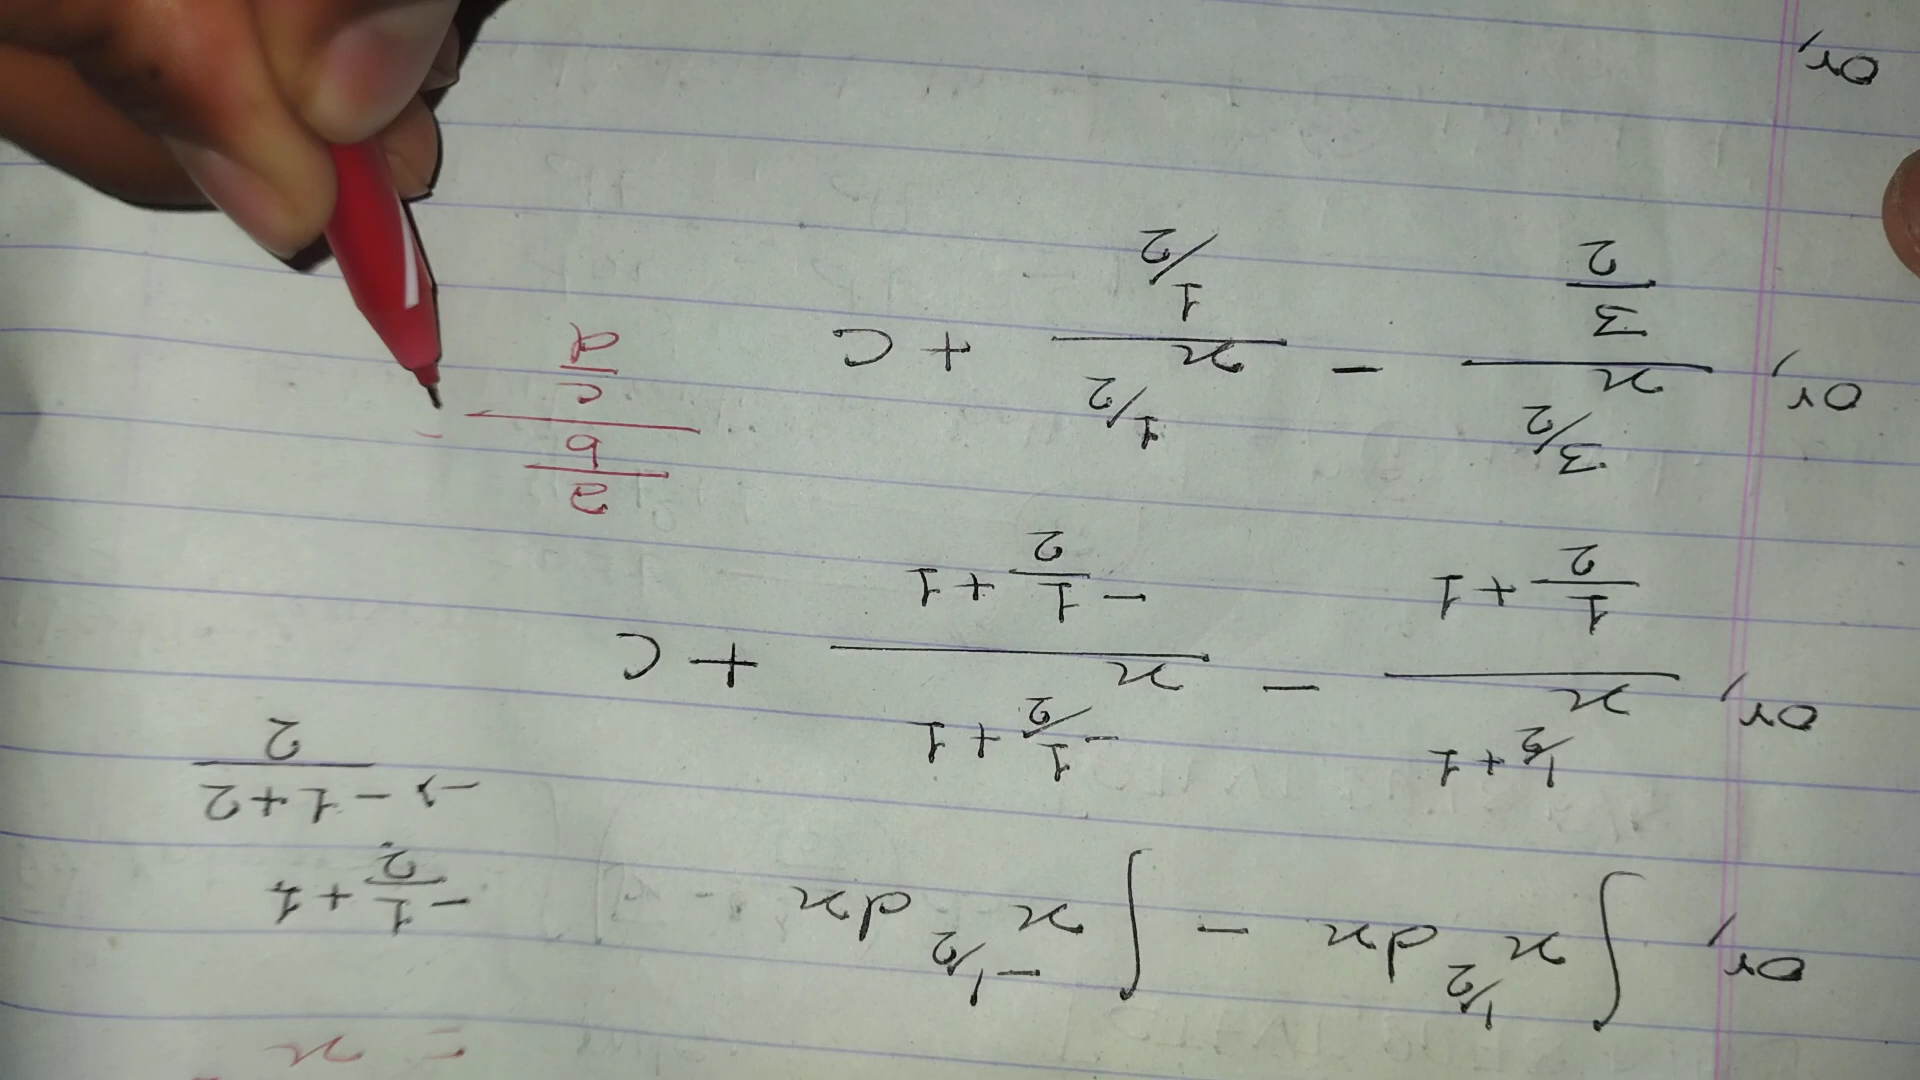 = x
or, ∫x^1/2 dx - ∫x^-1/2 dx
-1/2 + 1
→ (-1+2)/2
or, x^(1/2+1) / (1/2 + 1) - x^(-1/2+1) / (-1/2 + 1) + C
or, x^3/2 / (3/2) - x^1/2 / (1/2) + C
a/b / c/d =
or,